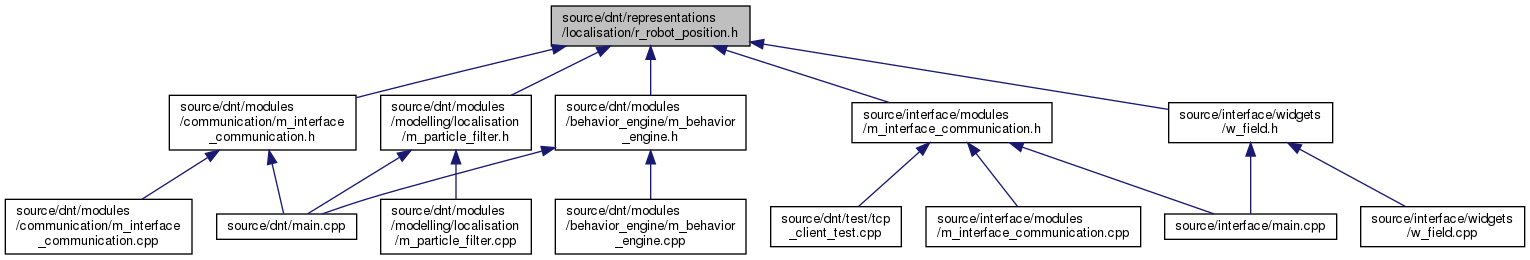 source/dnt/representations
/localisation/r_robot_position.h
source/dnt/modules
/communication/m_interface
_communication.h
source/dnt/modules
/modelling/localisation
/m_particle_filter.h
source/dnt/modules
/behavior_engine/m_behavior
_engine.h
source/interface/modules
/m_interface_communication.h
source/interface/widgets
/w_field.h
source/dnt/modules
/communication/m_interface
_communication.cpp
source/dnt/main.cpp
source/dnt/modules
/modelling/localisation
/m_particle_filter.cpp
source/dnt/modules
/behavior_engine/m_behavior
_engine.cpp
source/dnt/test/tcp
_client_test.cpp
source/interface/modules
/m_interface_communication.cpp
source/interface/main.cpp
source/interface/widgets
/w_field.cpp